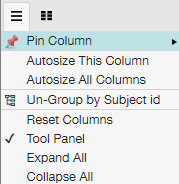 Pin Column
Autosize This Column
Autosize All Columns
Un-Group by Subject id
Reset Columns
Tool Panel
Expand All
Collapse All